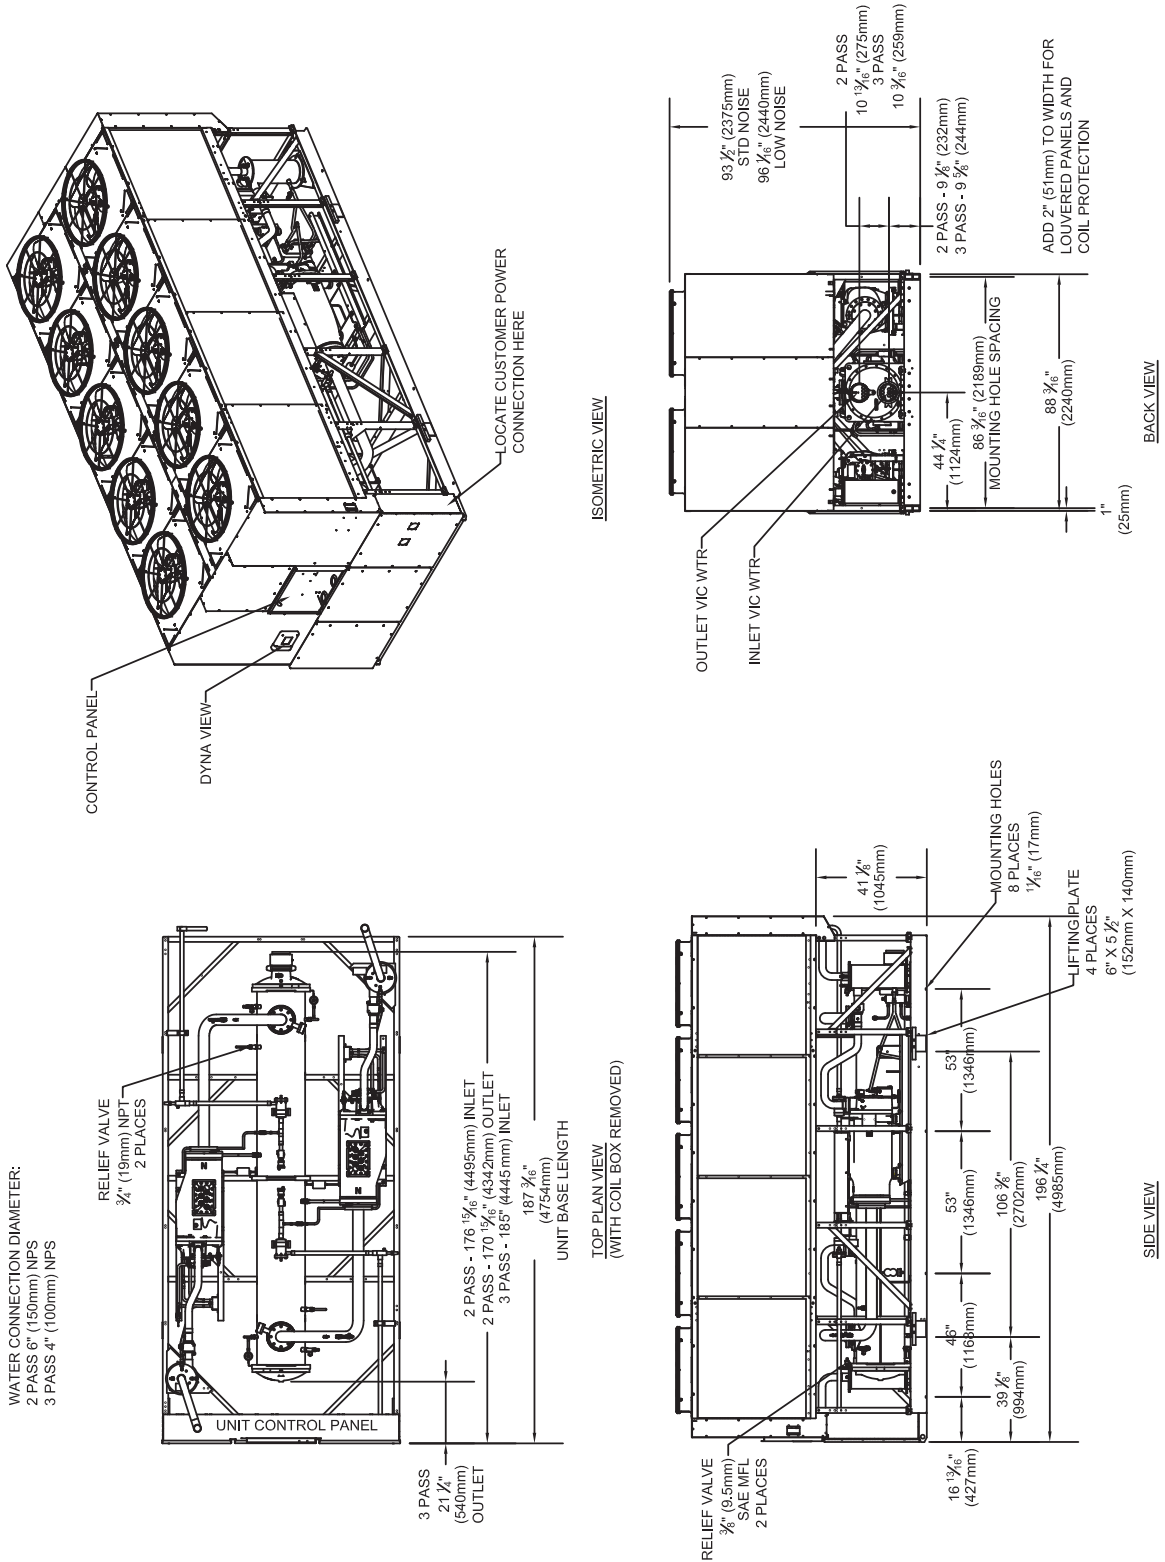 WATER CONNECTION DIAMETER:
2 PASS 6" (150mm) NPS
3 PASS 4" (100mm) NPS
RELIEF VALVE
3/4" (19mm) NPT
2 PLACES
UNIT CONTROL PANEL
3 PASS
21 1/4"
(540mm)
OUTLET
2 PASS - 176 15/16" (4495mm) INLET
2 PASS - 170 15/16" (4342mm) OUTLET
3 PASS - 185" (4445mm) INLET
187 3/16"
(4754mm)
UNIT BASE LENGTH
TOP PLAN VIEW
(WITH COIL BOX REMOVED)
CONTROL PANEL
DYNA VIEW
LOCATE CUSTOMER POWER
CONNECTION HERE
ISOMETRIC VIEW
RELIEF VALVE
3/8" (9.5mm)
SAE MFL
2 PLACES
41 1/8"
(1045mm)
MOUNTING HOLES
8 PLACES
11/16" (17mm)
LIFTING PLATE
4 PLACES
6" X 5 1/2"
(152mm X 140mm)
16 13/16"
(427mm)
46"
(1168mm)
53"
(1346mm)
53"
(1346mm)
39 1/8"
(994mm)
106 3/8"
(2702mm)
196 1/4"
(4985mm)
SIDE VIEW
OUTLET VIC WTR
INLET VIC WTR
93 1/2" (2375mm)
STD NOISE
96 1/16" (2440mm)
LOW NOISE
2 PASS
10 13/16" (275mm)
3 PASS
10 3/16" (259mm)
2 PASS - 9 1/8" (232mm)
3 PASS - 9 5/8" (244mm)
44 1/4"
(1124mm)
86 3/16" (2189mm)
MOUNTING HOLE SPACING
88 3/16"
(2240mm)
1"
(25mm)
ADD 2" (51mm) TO WIDTH FOR
LOUVERED PANELS AND
COIL PROTECTION
BACK VIEW